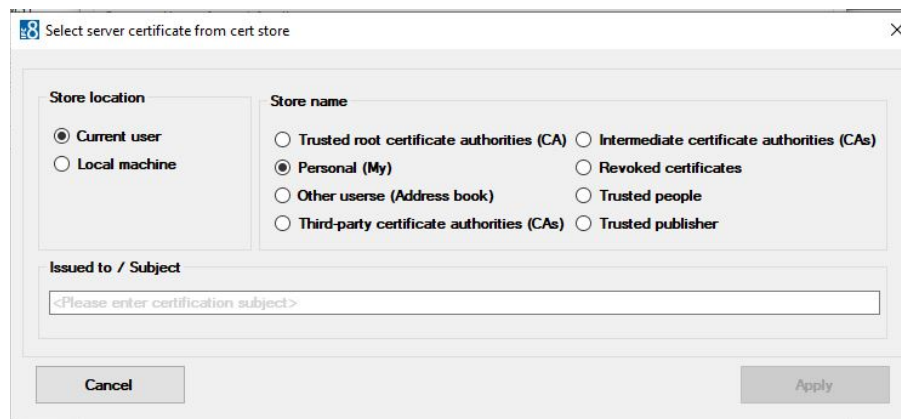 Select server certificate from cert store
Store location
Current user
Local machine
Store name
Trusted root certificate authorities (CA)
Personal (My)
Other userse (Address book)
Third-party certificate authorities (CAs)
Intermediate certificate authorities (CAs)
Revoked certificates
Trusted people
Trusted publisher
Issued to / Subject
<Please enter certification subject>
Cancel
Apply